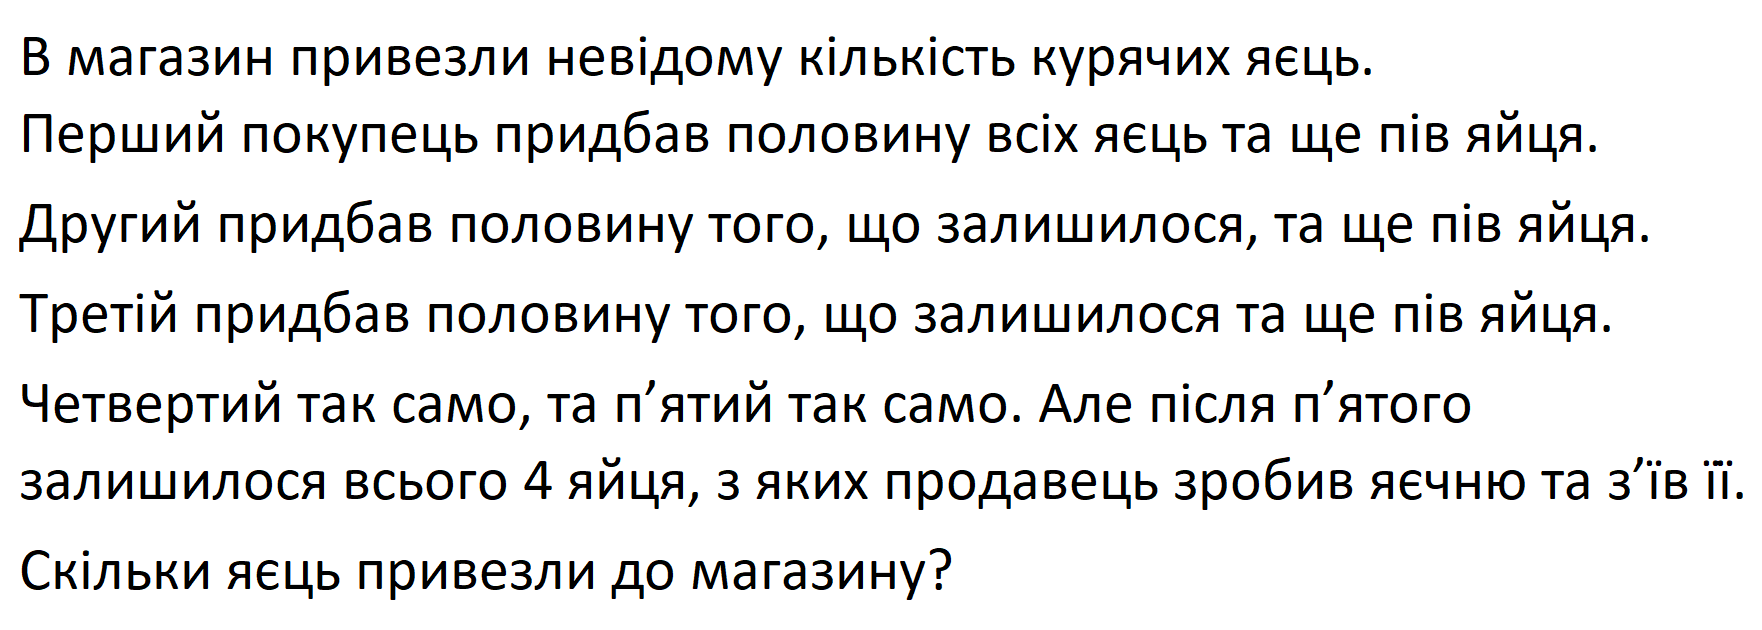 В магазин привезли невідому кількість курячих яєць.
Перший покупець придбав половину всіх яєць та ще пів яйця.
Другий придбав половину того, що залишилося, та ще пів яйця.
Третій придбав половину того, що залишилося та ще пів яйця.
Четвертий так само, та п’ятий так само. Але після п’ятого
залишилося всього 4 яйця, з яких продавець зробив яєчню та з’їв її.
Скільки яєць привезли до магазину?